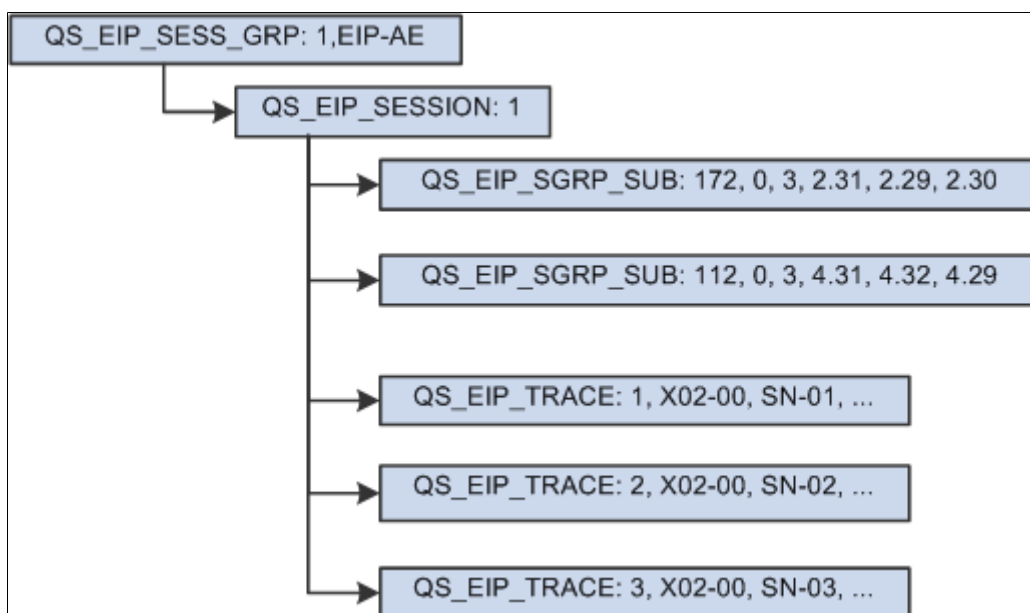 QS_EIP_SESS_GRP: 1,EIP-AE
QS_EIP_SESSION: 1
QS_EIP_SGRP_SUB: 172, 0, 3, 2.31, 2.29, 2.30
QS_EIP_SGRP_SUB: 112, 0, 3, 4.31, 4.32, 4.29
QS_EIP_TRACE: 1, X02-00, SN-01, ...
QS_EIP_TRACE: 2, X02-00, SN-02, ...
QS_EIP_TRACE: 3, X02-00, SN-03, ...